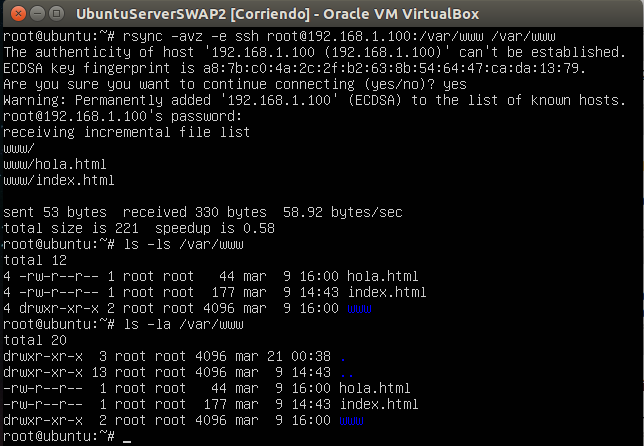 UbuntuServerSWAP2 [Corriendo] - Oracle VM VirtualBox
root@ubuntu:~# rsync -avz -e ssh root@192.168.1.100:/var/www /var/www
The authenticity of host '192.168.1.100 (192.168.1.100)' can't be established.
ECDSA key fingerprint is a8:7b:c0:4a:2c:2f:b2:63:8b:54:64:47:ca:da:13:79.
Are you sure you want to continue connecting (yes/no)? yes
Warning: Permanently added '192.168.1.100' (ECDSA) to the list of known hosts.
root@192.168.1.100's password:
receiving incremental file list
www/
www/hola.html
www/index.html
sent 53 bytes  received 330 bytes  58.92 bytes/sec
total size is 221  speedup is 0.58
root@ubuntu:~# ls -ls /var/www
total 12
4 -rw-r--r-- 1 root root   44 mar  9 16:00 hola.html
4 -rw-r--r-- 1 root root  177 mar  9 14:43 index.html
4 drwxr-xr-x 2 root root 4096 mar  9 16:00 www
root@ubuntu:~# ls -la /var/www
total 20
drwxr-xr-x  3 root root 4096 mar 21 00:38 .
drwxr-xr-x 13 root root 4096 mar  9 14:43 ..
-rw-r--r--  1 root root   44 mar  9 16:00 hola.html
-rw-r--r--  1 root root  177 mar  9 14:43 index.html
drwxr-xr-x  2 root root 4096 mar  9 16:00 www
root@ubuntu:~# _